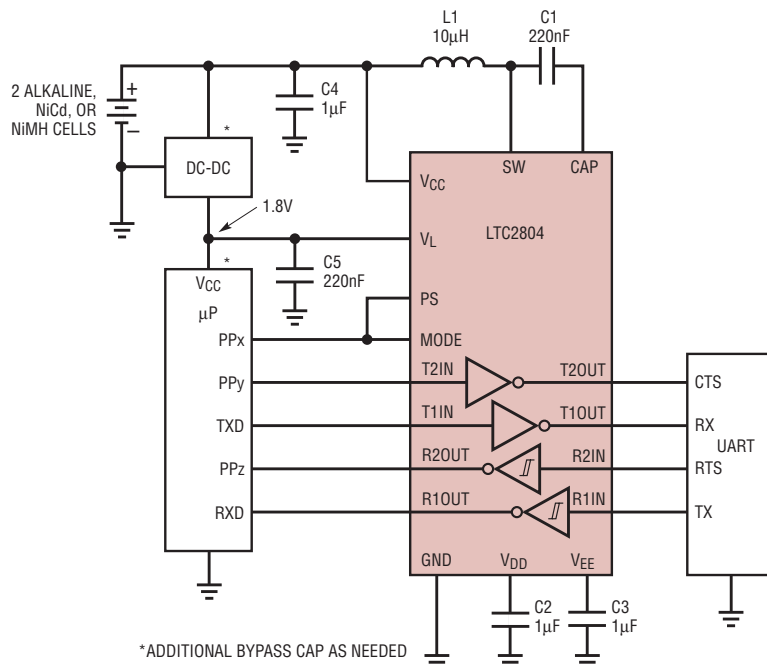 L1
10µH
C1
220nF
2 ALKALINE,
NiCd, OR
NiMH CELLS
+
–
C4
1µF
*
DC-DC
SW
CAP
VCC
1.8V
LTC2804
VL
*
C5
220nF
VCC
µP
PS
PPx
MODE
PPy
T2IN
T2OUT
CTS
TXD
T1IN
T1OUT
RX
UART
PPz
R2OUT
R2IN
RTS
RXD
R1OUT
R1IN
TX
GND
VDD
VEE
C2
1µF
C3
1µF
*ADDITIONAL BYPASS CAP AS NEEDED